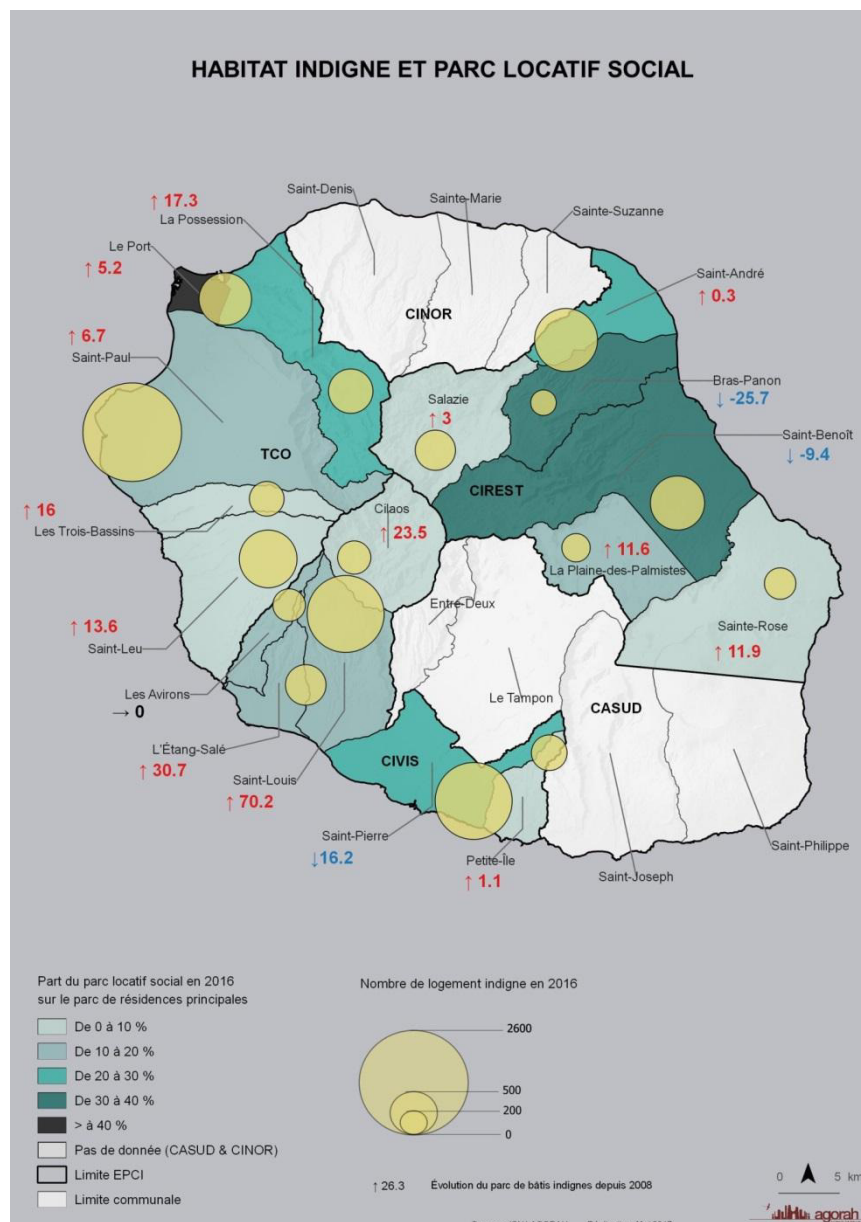 HABITAT INDIGNE ET PARC LOCATIF SOCIAL
Saint-Denis
Sainte-Marie
Sainte-Suzanne
↑ 17.3
La Possession
Le Port
↑ 5.2
Saint-André
↑ 0.3
CINOR
↑ 6.7
Saint-Paul
Bras-Panon
↓ -25.7
Salazie
↑ 3
Saint-Benoît
↓ -9.4
TCO
CIREST
↑ 16
Les Trois-Bassins
Cilaos
↑ 23.5
↑ 11.6
La Plaine-des-Palmistes
Entre-Deux
↑ 13.6
Saint-Leu
Sainte-Rose
↑ 11.9
Les Avirons
→ 0
Le Tampon
CASUD
L'Étang-Salé
↑ 30.7
Saint-Louis
↑ 70.2
CIVIS
Saint-Pierre
↓16.2
Petite-Île
↑ 1.1
Saint-Joseph
Saint-Philippe
Part du parc locatif social en 2016
sur le parc de résidences principales
De 0 à 10 %
De 10 à 20 %
De 20 à 30 %
De 30 à 40 %
> à 40 %
Pas de donnée (CASUD & CINOR)
Limite EPCI
Limite communale
Nombre de logement indigne en 2016
2600
500
200
0
↑ 26.3 Évolution du parc de bâtis indignes depuis 2008
0 5 km
agorah